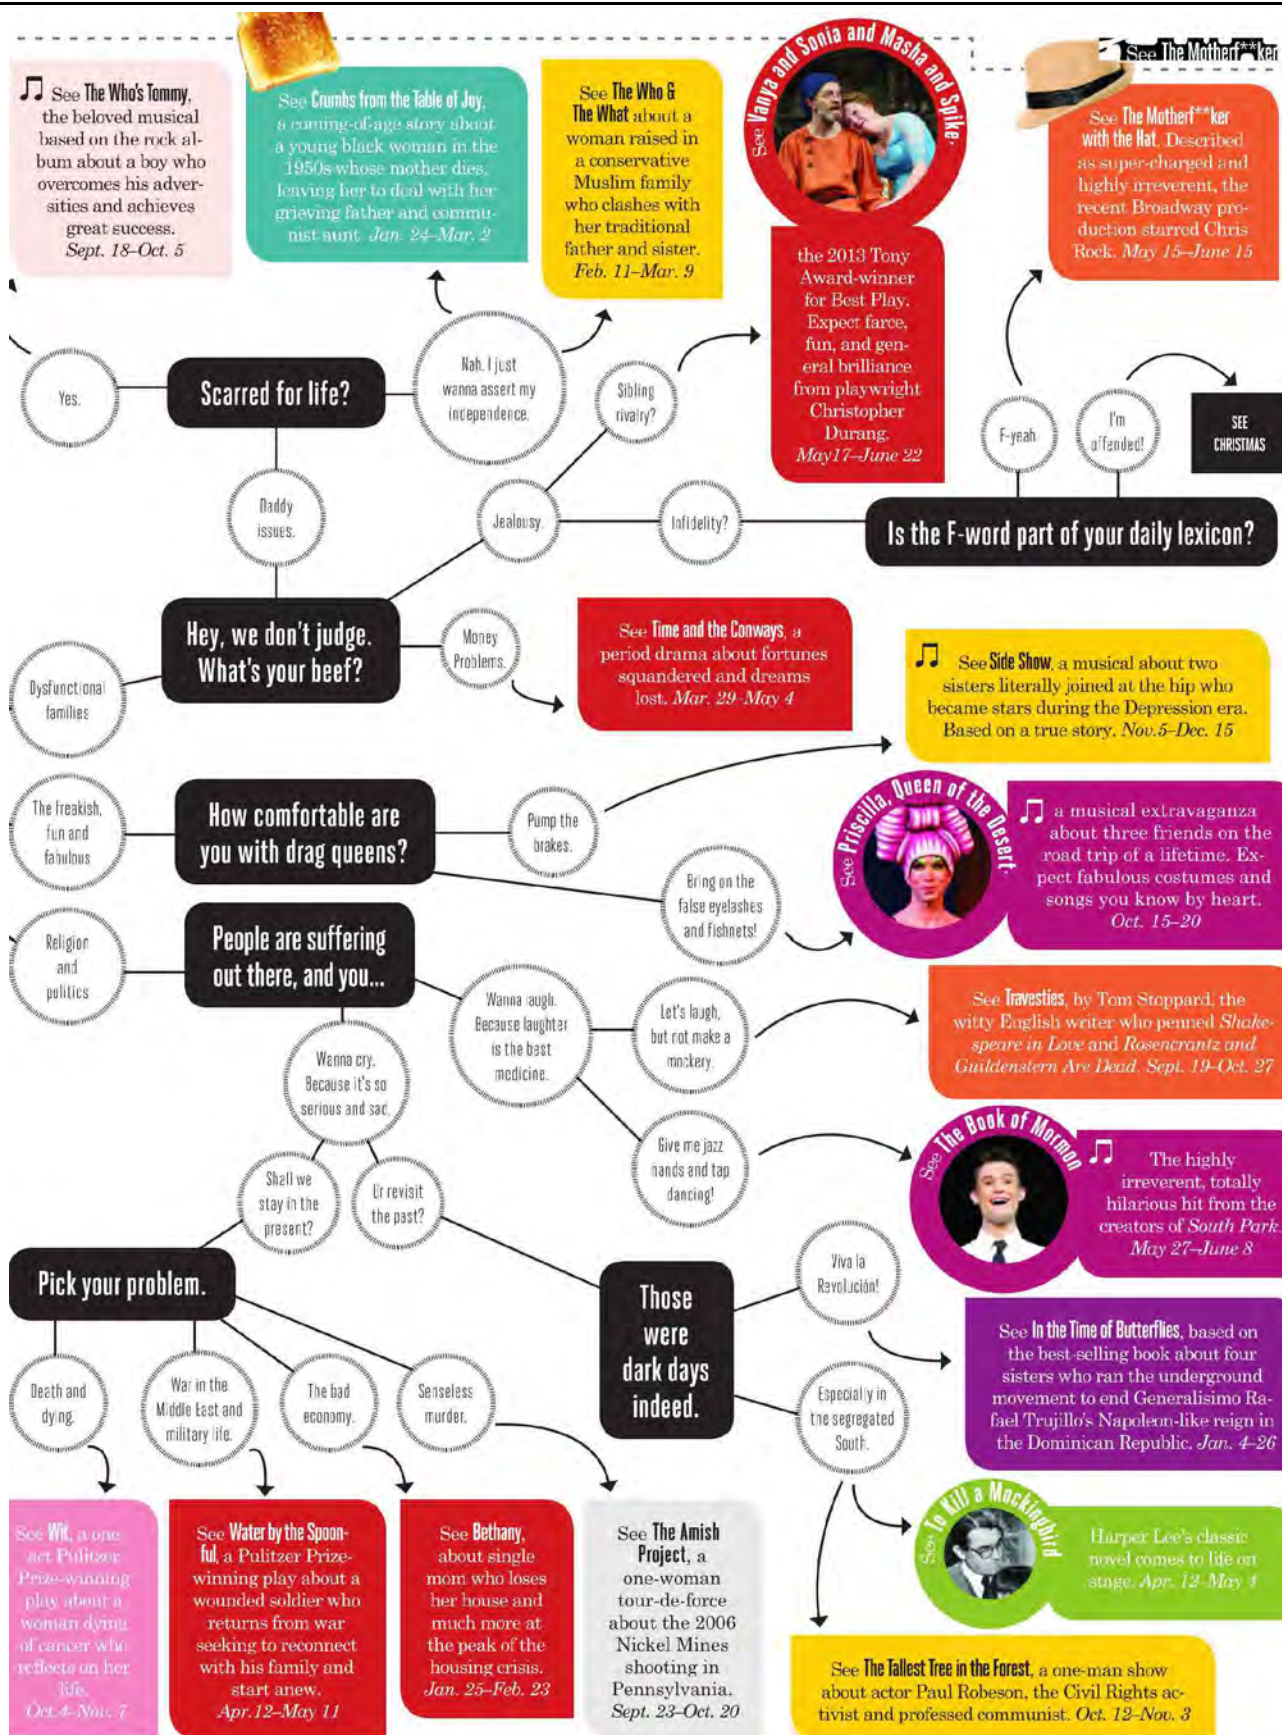 See The Motherf**ker
♫ See The Who's Tommy,
the beloved musical
based on the rock al-
bum about a boy who
overcomes his adver-
sities and achieves
great success.
Sept. 18–Oct. 5
See Crumbs from the Table of Joy,
a coming-of-age story about
a young black woman in the
1950s whose mother dies,
leaving her to deal with her
grieving father and commu-
nist aunt. Jan. 24–Mar. 2
See The Who &
The What about a
woman raised in
a conservative
Muslim family
who clashes with
her traditional
father and sister.
Feb. 11–Mar. 9
See Vanya and Sonia and Masha and Spike,
the 2013 Tony
Award-winner
for Best Play.
Expect farce,
fun, and gen-
eral brilliance
from playwright
Christopher
Durang.
May17–June 22
See The Motherf**ker
with the Hat. Described
as super-charged and
highly irreverent, the
recent Broadway pro-
duction starred Chris
Rock. May 15–June 15
Yes.
Scarred for life?
Nah. I just
wanna assert my
independence.
Sibling
rivalry?
F-yeah
I'm
offended!
SEE
CHRISTMAS
Daddy
issues.
Jealousy.
Infidelity?
Is the F-word part of your daily lexicon?
Hey, we don't judge.
What's your beef?
Money
Problems.
See Time and the Conways, a
period drama about fortunes
squandered and dreams
lost. Mar. 29–May 4
Dysfunctional
families
♫ See Side Show, a musical about two
sisters literally joined at the hip who
became stars during the Depression era.
Based on a true story. Nov.5–Dec. 15
The freakish,
fun and
fabulous
How comfortable are
you with drag queens?
Pump the
brakes.
Bring on the
false eyelashes
and fishnets!
See Priscilla, Queen of the Desert,
♫ a musical extravaganza
about three friends on the
road trip of a lifetime. Ex-
pect fabulous costumes and
songs you know by heart.
Oct. 15–20
Religion
and
politics
People are suffering
out there, and you...
Wanna laugh.
Because laughter
is the best
medicine.
Let's laugh,
but not make a
mockery.
See Travesties, by Tom Stoppard, the
witty English writer who penned Shake-
speare in Love and Rosencrantz and
Guildenstern Are Dead. Sept. 19–Oct. 27
Wanna cry.
Because it's so
serious and sad.
Give me jazz
hands and tap
dancing!
See The Book of Mormon
♫ The highly
irreverent, totally
hilarious hit from the
creators of South Park.
May 27–June 8
Shall we
stay in the
present?
Or revisit
the past?
Pick your problem.
Those
were
dark days
indeed.
Viva la
Revolución!
See In the Time of Butterflies, based on
the best-selling book about four
sisters who ran the underground
movement to end Generalisimo Ra-
fael Trujillo's Napoleon-like reign in
the Dominican Republic. Jan. 4–26
Death and
dying.
War in the
Middle East and
military life.
The bad
economy.
Senseless
murder.
Especially in
the segregated
South.
See To Kill a Mockingbird
Harper Lee's classic
novel comes to life on
stage. Apr. 12–May 4
See Wit, a one-
act Pulitzer
Prize-winning
play about a
woman dying
of cancer who
reflects on her
life.
Oct.4–Nov. 7
See Water by the Spoon-
ful, a Pulitzer Prize-
winning play about a
wounded soldier who
returns from war
seeking to reconnect
with his family and
start anew.
Apr.12–May 11
See Bethany,
about single
mom who loses
her house and
much more at
the peak of the
housing crisis.
Jan. 25–Feb. 23
See The Amish
Project, a
one-woman
tour-de-force
about the 2006
Nickel Mines
shooting in
Pennsylvania.
Sept. 23–Oct. 20
See The Tallest Tree in the Forest, a one-man show
about actor Paul Robeson, the Civil Rights ac-
tivist and professed communist. Oct. 12–Nov. 3